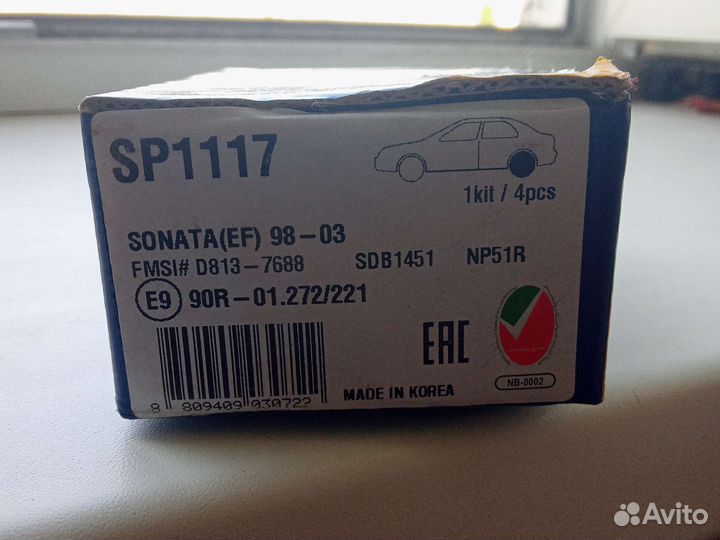 SP1117
1kit / 4pcs
SONATA(EF) 98-03
FMSI# D813-7688 SDB1451 NP51R
E9 90R-01.272/221
EAC
NB-0002
MADE IN KOREA
8 809409 030722
Avito